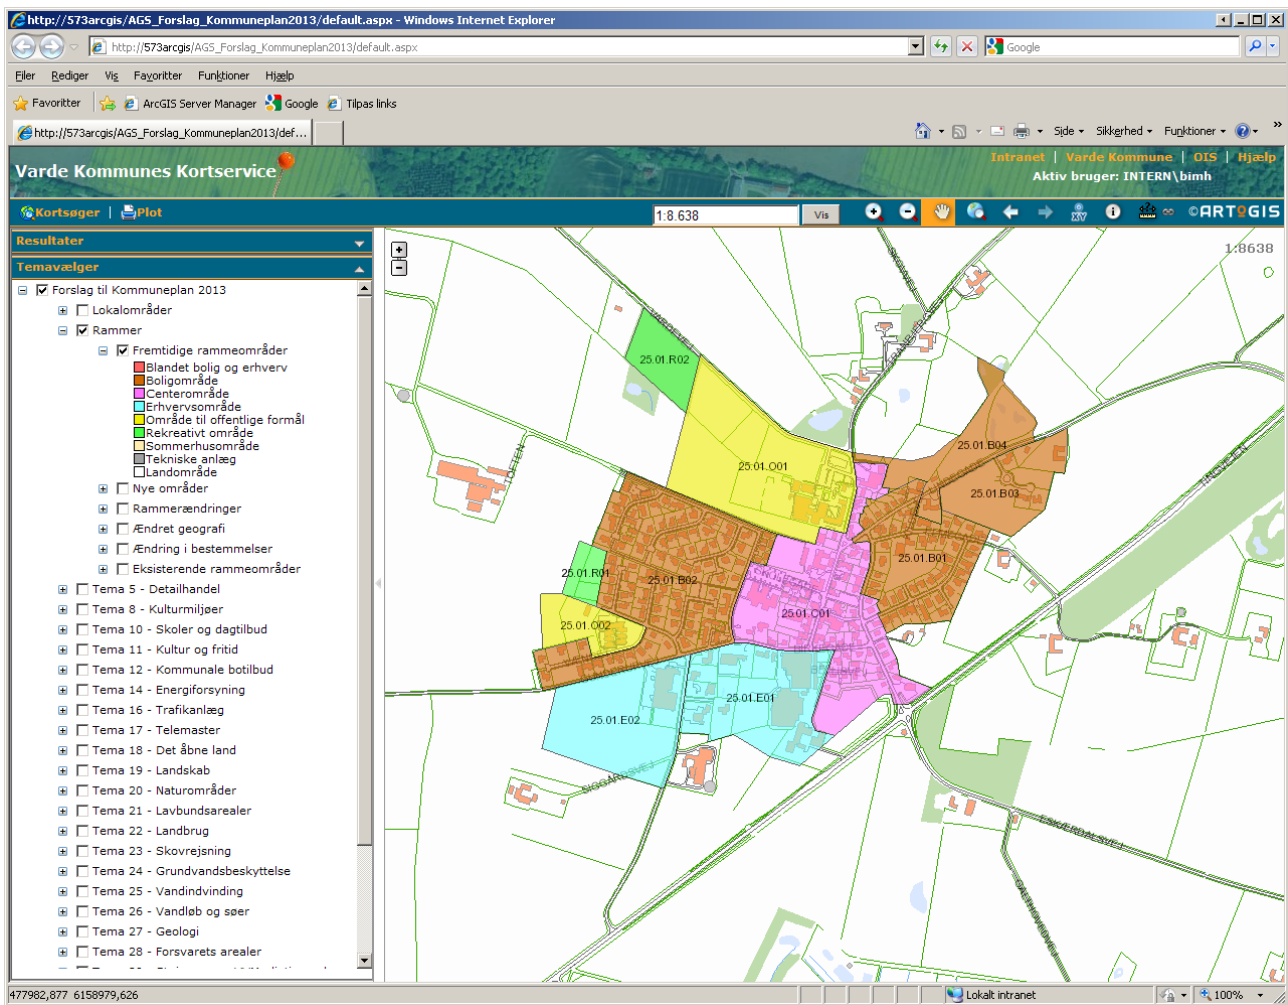 http://573arcgis/AGS_Forslag_Kommuneplan2013/default.aspx - Windows Internet Explorer
http://573arcgis/AGS_Forslag_Kommuneplan2013/default.aspx
Google
Filer Rediger Vis Favoritter Funktioner Hjælp
Favoritter ArcGIS Server Manager Google Tilpas links
http://573arcgis/AGS_Forslag_Kommuneplan2013/def...
Side Sikkerhed Funktioner
Varde Kommunes Kortservice
Intranet | Varde Kommune | OIS | Hjælp
Aktiv bruger: INTERN\bimh
Kortsøger | Plot
1:8.638 Vis
©ARTOGIS
Resultater
Temavælger
Forslag til Kommuneplan 2013
Lokalområder
Rammer
Fremtidige rammeområder
Blandet bolig og erhverv
Boligområde
Centerområde
Erhvervsområde
Område til offentlige formål
Rekreativt område
Sommerhusområde
Tekniske anlæg
Landområde
Nye områder
Rammerændringer
Ændret geografi
Ændring i bestemmelser
Eksisterende rammeområder
Tema 5 - Detailhandel
Tema 8 - Kulturmiljøer
Tema 10 - Skoler og dagtilbud
Tema 11 - Kultur og fritid
Tema 12 - Kommunale botilbud
Tema 14 - Energiforsyning
Tema 16 - Trafikanlæg
Tema 17 - Telemaster
Tema 18 - Det åbne land
Tema 19 - Landskab
Tema 20 - Naturområder
Tema 21 - Lavbundsarealer
Tema 22 - Landbrug
Tema 23 - Skovrejsning
Tema 24 - Grundvandsbeskyttelse
Tema 25 - Vandindvinding
Tema 26 - Vandløb og søer
Tema 27 - Geologi
Tema 28 - Forsvarets arealer
1:8638
VARDEVEJ
TRANBJERGVEJ
25.01.R02
25.01.B04
25.01.O01
25.01.B03
TOFTEN
25.01.B01
25.01.R01
25.01.B02
25.01.C01
25.01.O02
25.01.E01
25.01.E02
SIGGÅRDSVEJ
ESKÆRDALSVEJ
477982,877 6158979,626
Lokalt intranet
100%